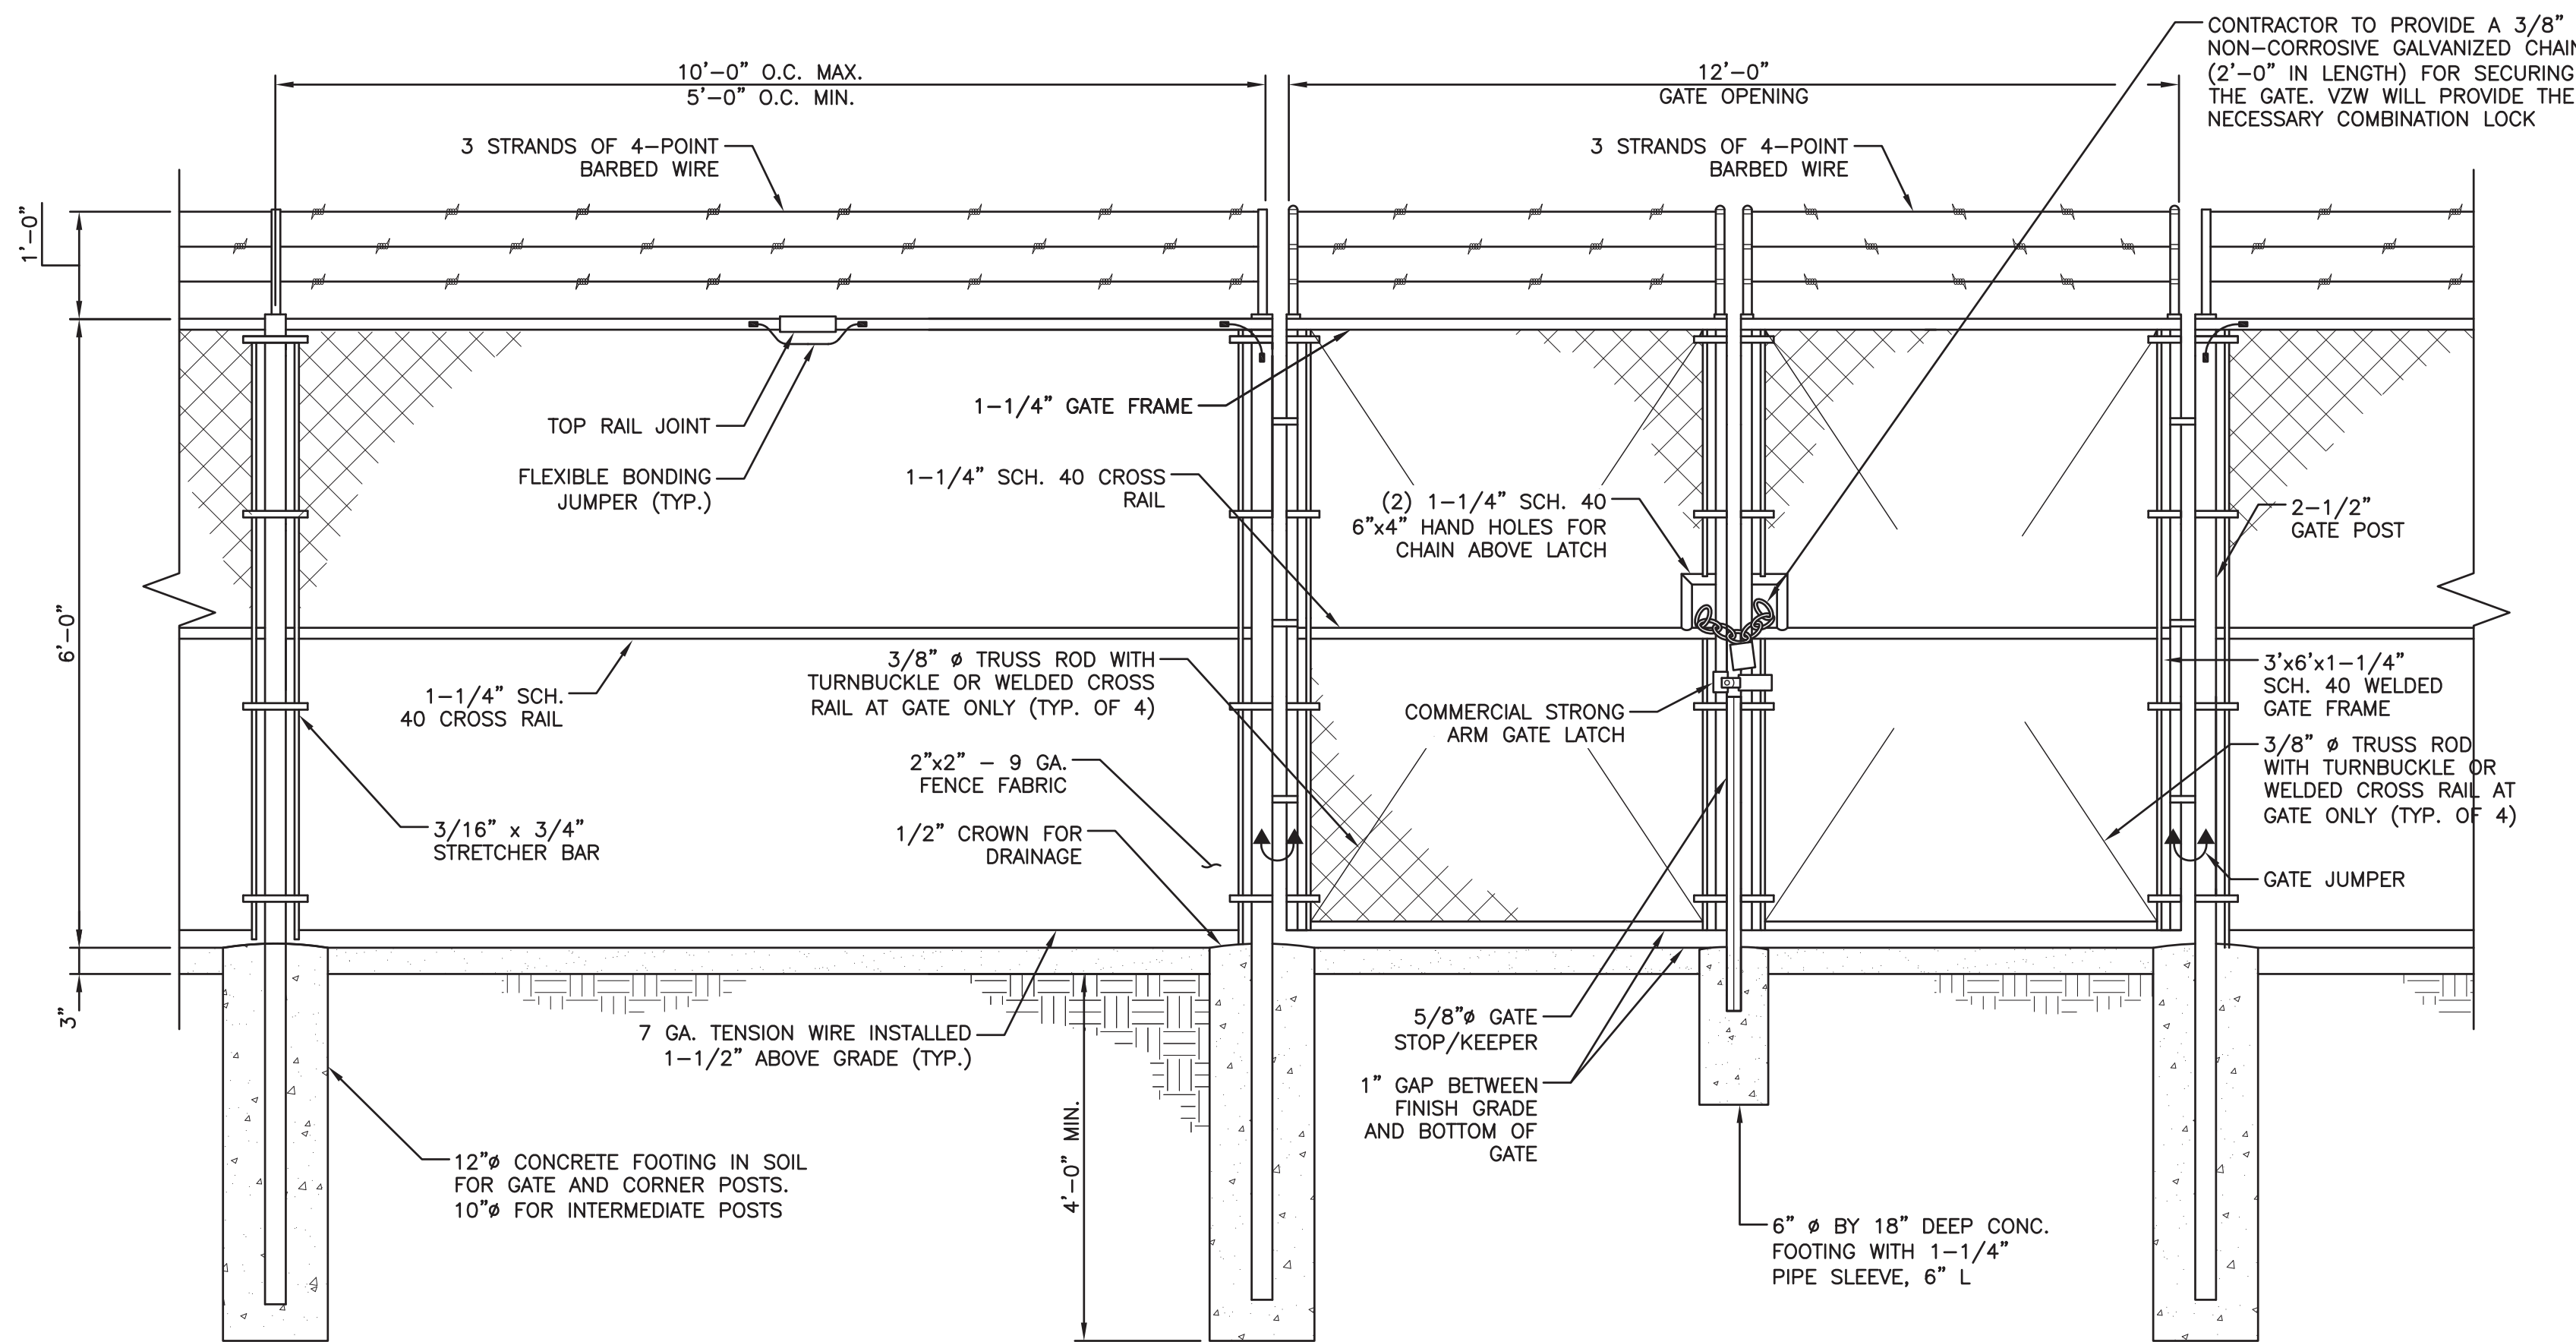 CONTRACTOR TO PROVIDE A 3/8"
NON-CORROSIVE GALVANIZED CHAIN
(2'-0" IN LENGTH) FOR SECURING
THE GATE. VZW WILL PROVIDE THE
NECESSARY COMBINATION LOCK
10'-0" O.C. MAX.
5'-0" O.C. MIN.
12'-0"
GATE OPENING
3 STRANDS OF 4-POINT
BARBED WIRE
3 STRANDS OF 4-POINT
BARBED WIRE
1'-0"
6'-0"
3"
TOP RAIL JOINT
FLEXIBLE BONDING
JUMPER (TYP.)
1-1/4" GATE FRAME
1-1/4" SCH. 40 CROSS
RAIL
(2) 1-1/4" SCH. 40
6"x4" HAND HOLES FOR
CHAIN ABOVE LATCH
2-1/2"
GATE POST
1-1/4" SCH.
40 CROSS RAIL
3/8" ø TRUSS ROD WITH
TURNBUCKLE OR WELDED CROSS
RAIL AT GATE ONLY (TYP. OF 4)
COMMERCIAL STRONG
ARM GATE LATCH
3'x6'x1-1/4"
SCH. 40 WELDED
GATE FRAME
3/8" ø TRUSS ROD
WITH TURNBUCKLE OR
WELDED CROSS RAIL AT
GATE ONLY (TYP. OF 4)
2"x2" - 9 GA.
FENCE FABRIC
3/16" x 3/4"
STRETCHER BAR
1/2" CROWN FOR
DRAINAGE
GATE JUMPER
7 GA. TENSION WIRE INSTALLED
1-1/2" ABOVE GRADE (TYP.)
5/8"ø GATE
STOP/KEEPER
1" GAP BETWEEN
FINISH GRADE
AND BOTTOM OF
GATE
4'-0" MIN.
12"ø CONCRETE FOOTING IN SOIL
FOR GATE AND CORNER POSTS.
10"ø FOR INTERMEDIATE POSTS
6" ø BY 18" DEEP CONC.
FOOTING WITH 1-1/4"
PIPE SLEEVE, 6" L